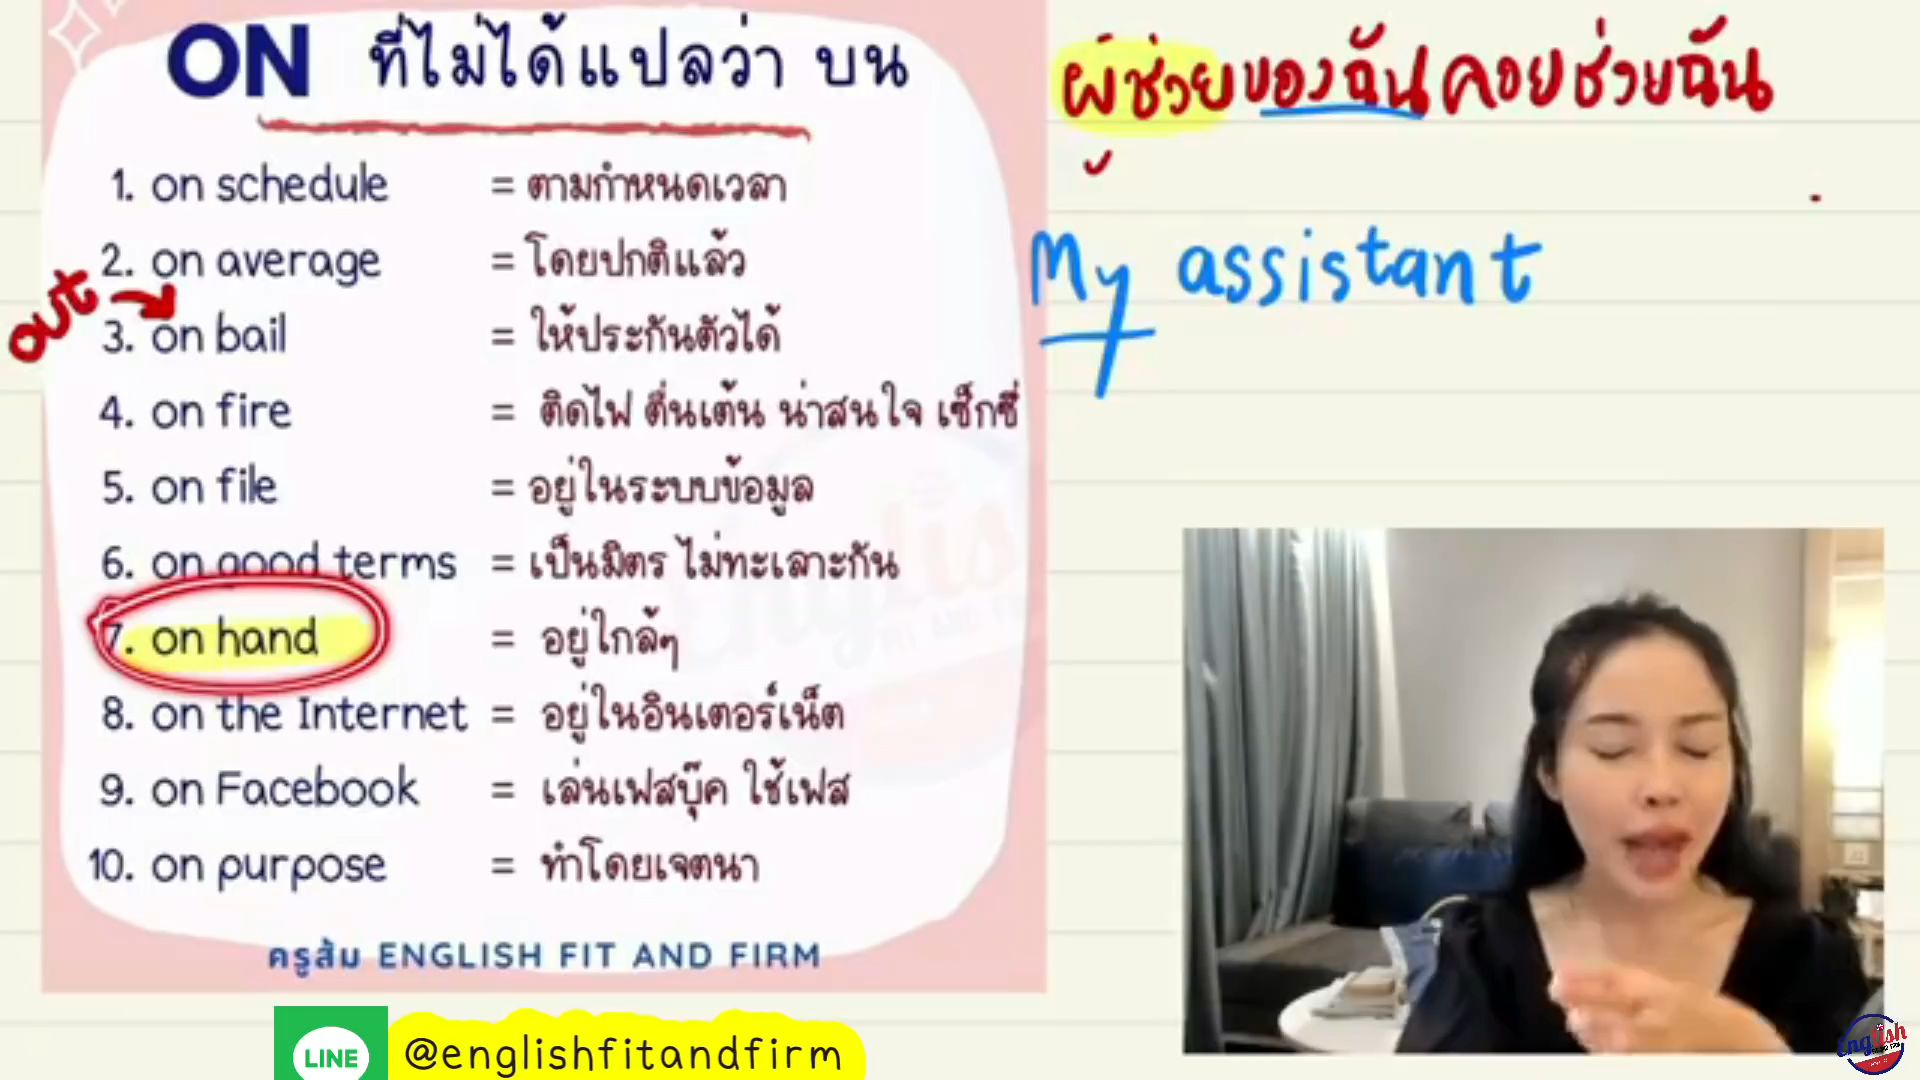 ON ที่ไม่ได้แปลว่า บน
1. on schedule = ตามกำหนดเวลา
2. on average = โดยปกติแล้ว
out
3. on bail = ให้ประกันตัวได้
4. on fire = ติดไฟ ตื่นเต้น น่าสนใจ เซ็กซี่
5. on file = อยู่ในระบบข้อมูล
6. on good terms = เป็นมิตร ไม่ทะเลาะกัน
7. on hand = อยู่ใกล้ๆ
8. on the Internet = อยู่ในอินเตอร์เน็ต
9. on Facebook = เล่นเฟสบุ๊ค ใช้เฟส
10. on purpose = ทำโดยเจตนา
ครูส้ม ENGLISH FIT AND FIRM
LINE @englishfitandfirm
ผู้ช่วยของฉันคอยช่วยฉัน
My assistant
English